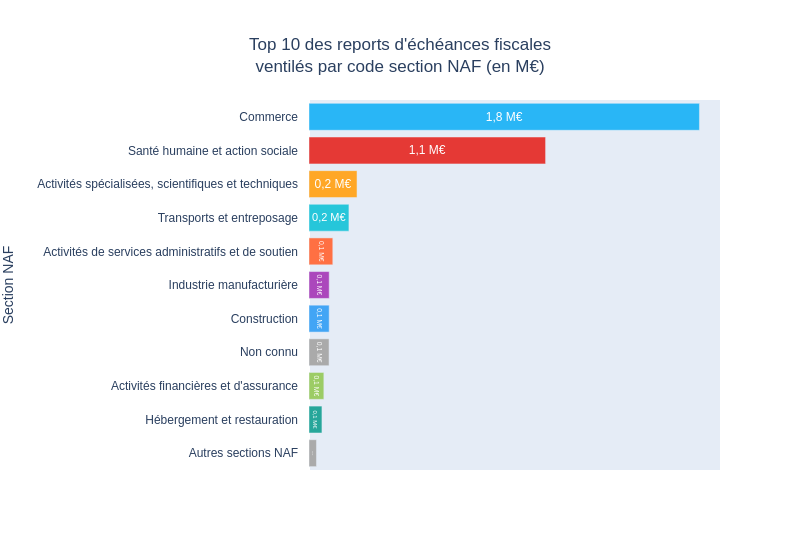 Top 10 des reports d'échéances fiscales
ventilés par code section NAF (en M€)
Section NAF
Commerce 1,8 M€
Santé humaine et action sociale 1,1 M€
Activités spécialisées, scientifiques et techniques 0,2 M€
Transports et entreposage 0,2 M€
Activités de services administratifs et de soutien 0,1 M€
Industrie manufacturière 0,1 M€
Construction 0,1 M€
Non connu 0,1 M€
Activités financières et d'assurance 0,1 M€
Hébergement et restauration 0,1 M€
Autres sections NAF